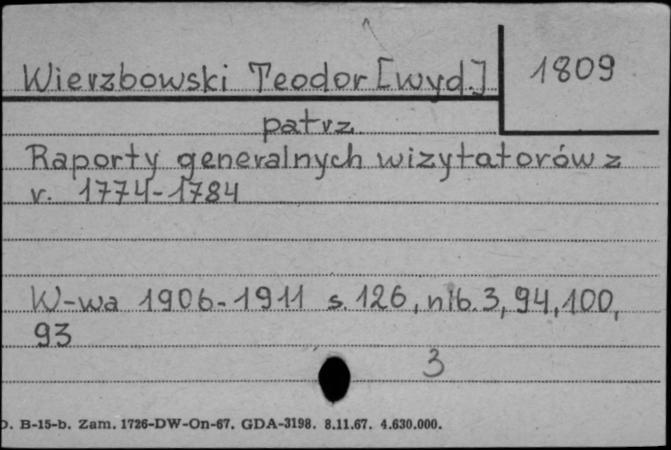 Wierzbowski Teodor [wyd.]
1809
patrz
Raporty generalnych wizytatorów z
r. 1774-1784
W-wa 1906-1911 s. 126, nlb. 3, 94, 100,
93
3
B-15-b. Zam. 1726-DW-On-67. GDA-3198. 8.11.67. 4.630.000.